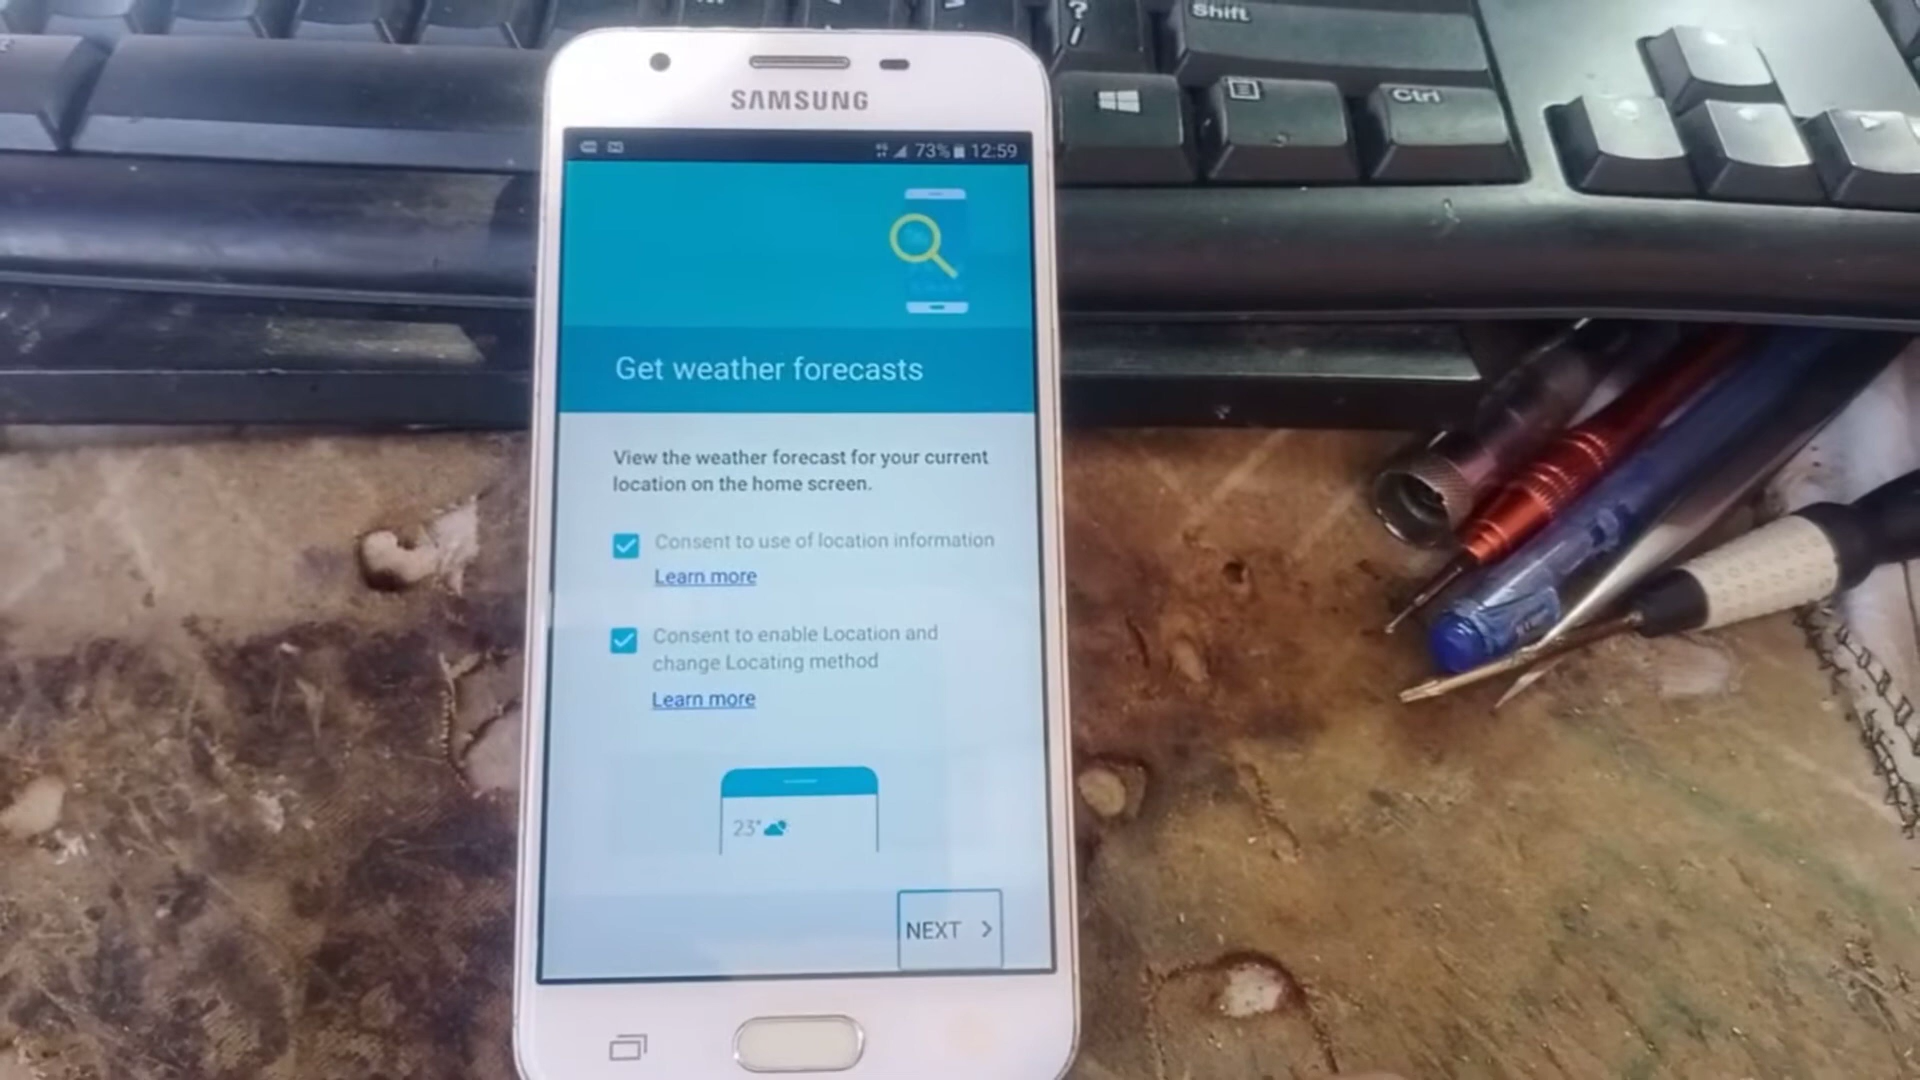 ?
/
Shift
Ctrl
SAMSUNG
73% 12:59
Get weather forecasts
View the weather forecast for your current
location on the home screen.
Consent to use of location information
Learn more
Consent to enable Location and
change Locating method
Learn more
23°
NEXT >